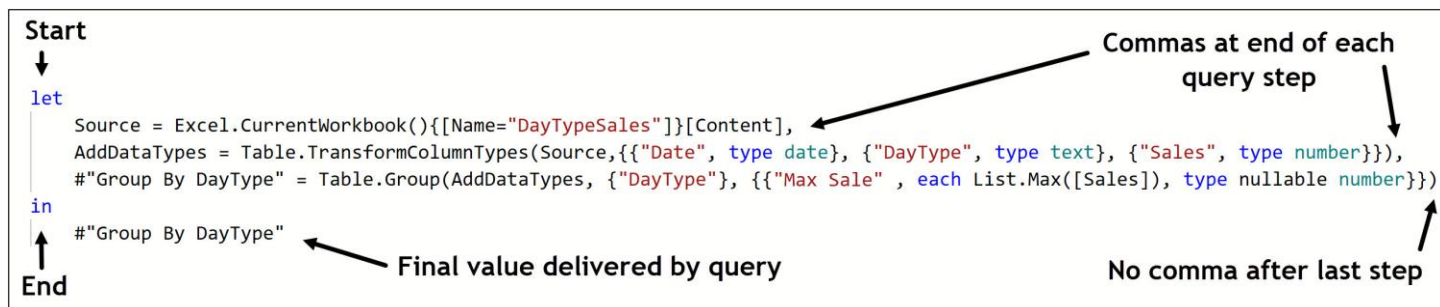 Start
Commas at end of each
query step
let
Source = Excel.CurrentWorkbook(){[Name="DayTypeSales"]}[Content],
AddDataTypes = Table.TransformColumnTypes(Source,{{"Date", type date}, {"DayType", type text}, {"Sales", type number}}),
#"Group By DayType" = Table.Group(AddDataTypes, {"DayType"}, {{"Max Sale" , each List.Max([Sales]), type nullable number}})
in
#"Group By DayType"
End
Final value delivered by query
No comma after last step